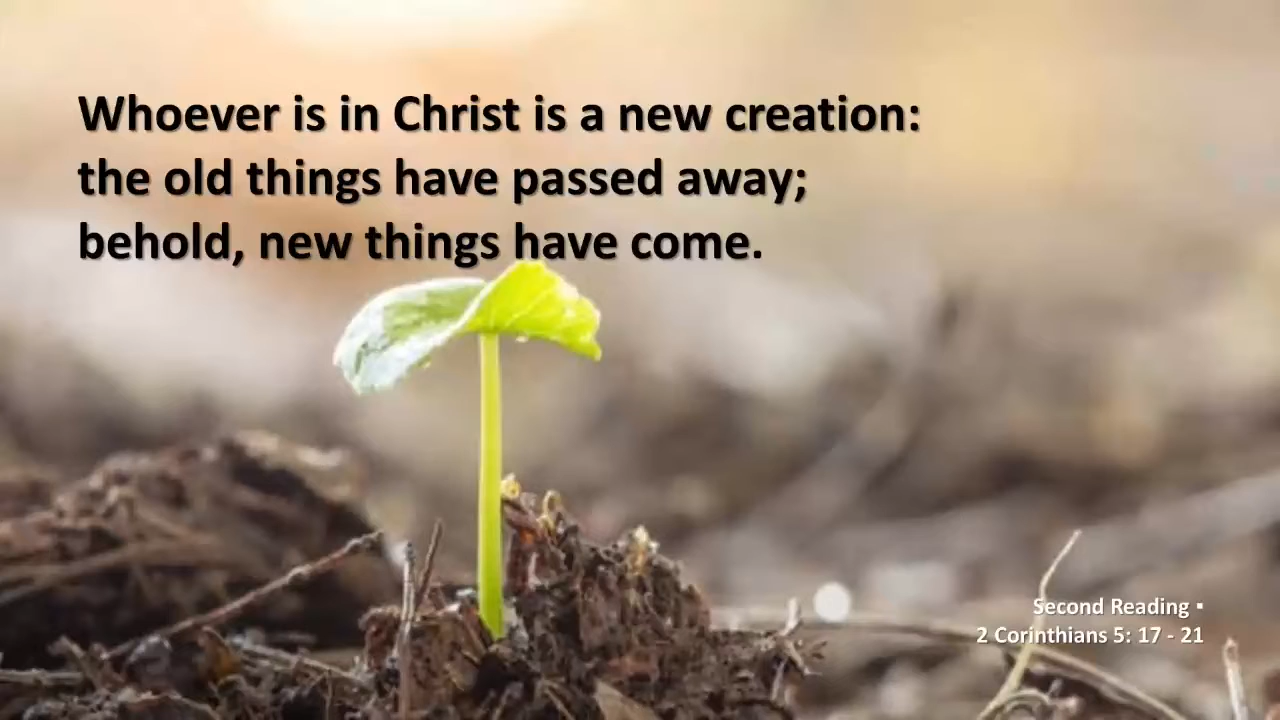 Whoever is in Christ is a new creation:
the old things have passed away;
behold, new things have come.
Second Reading ▪
2 Corinthians 5: 17 - 21